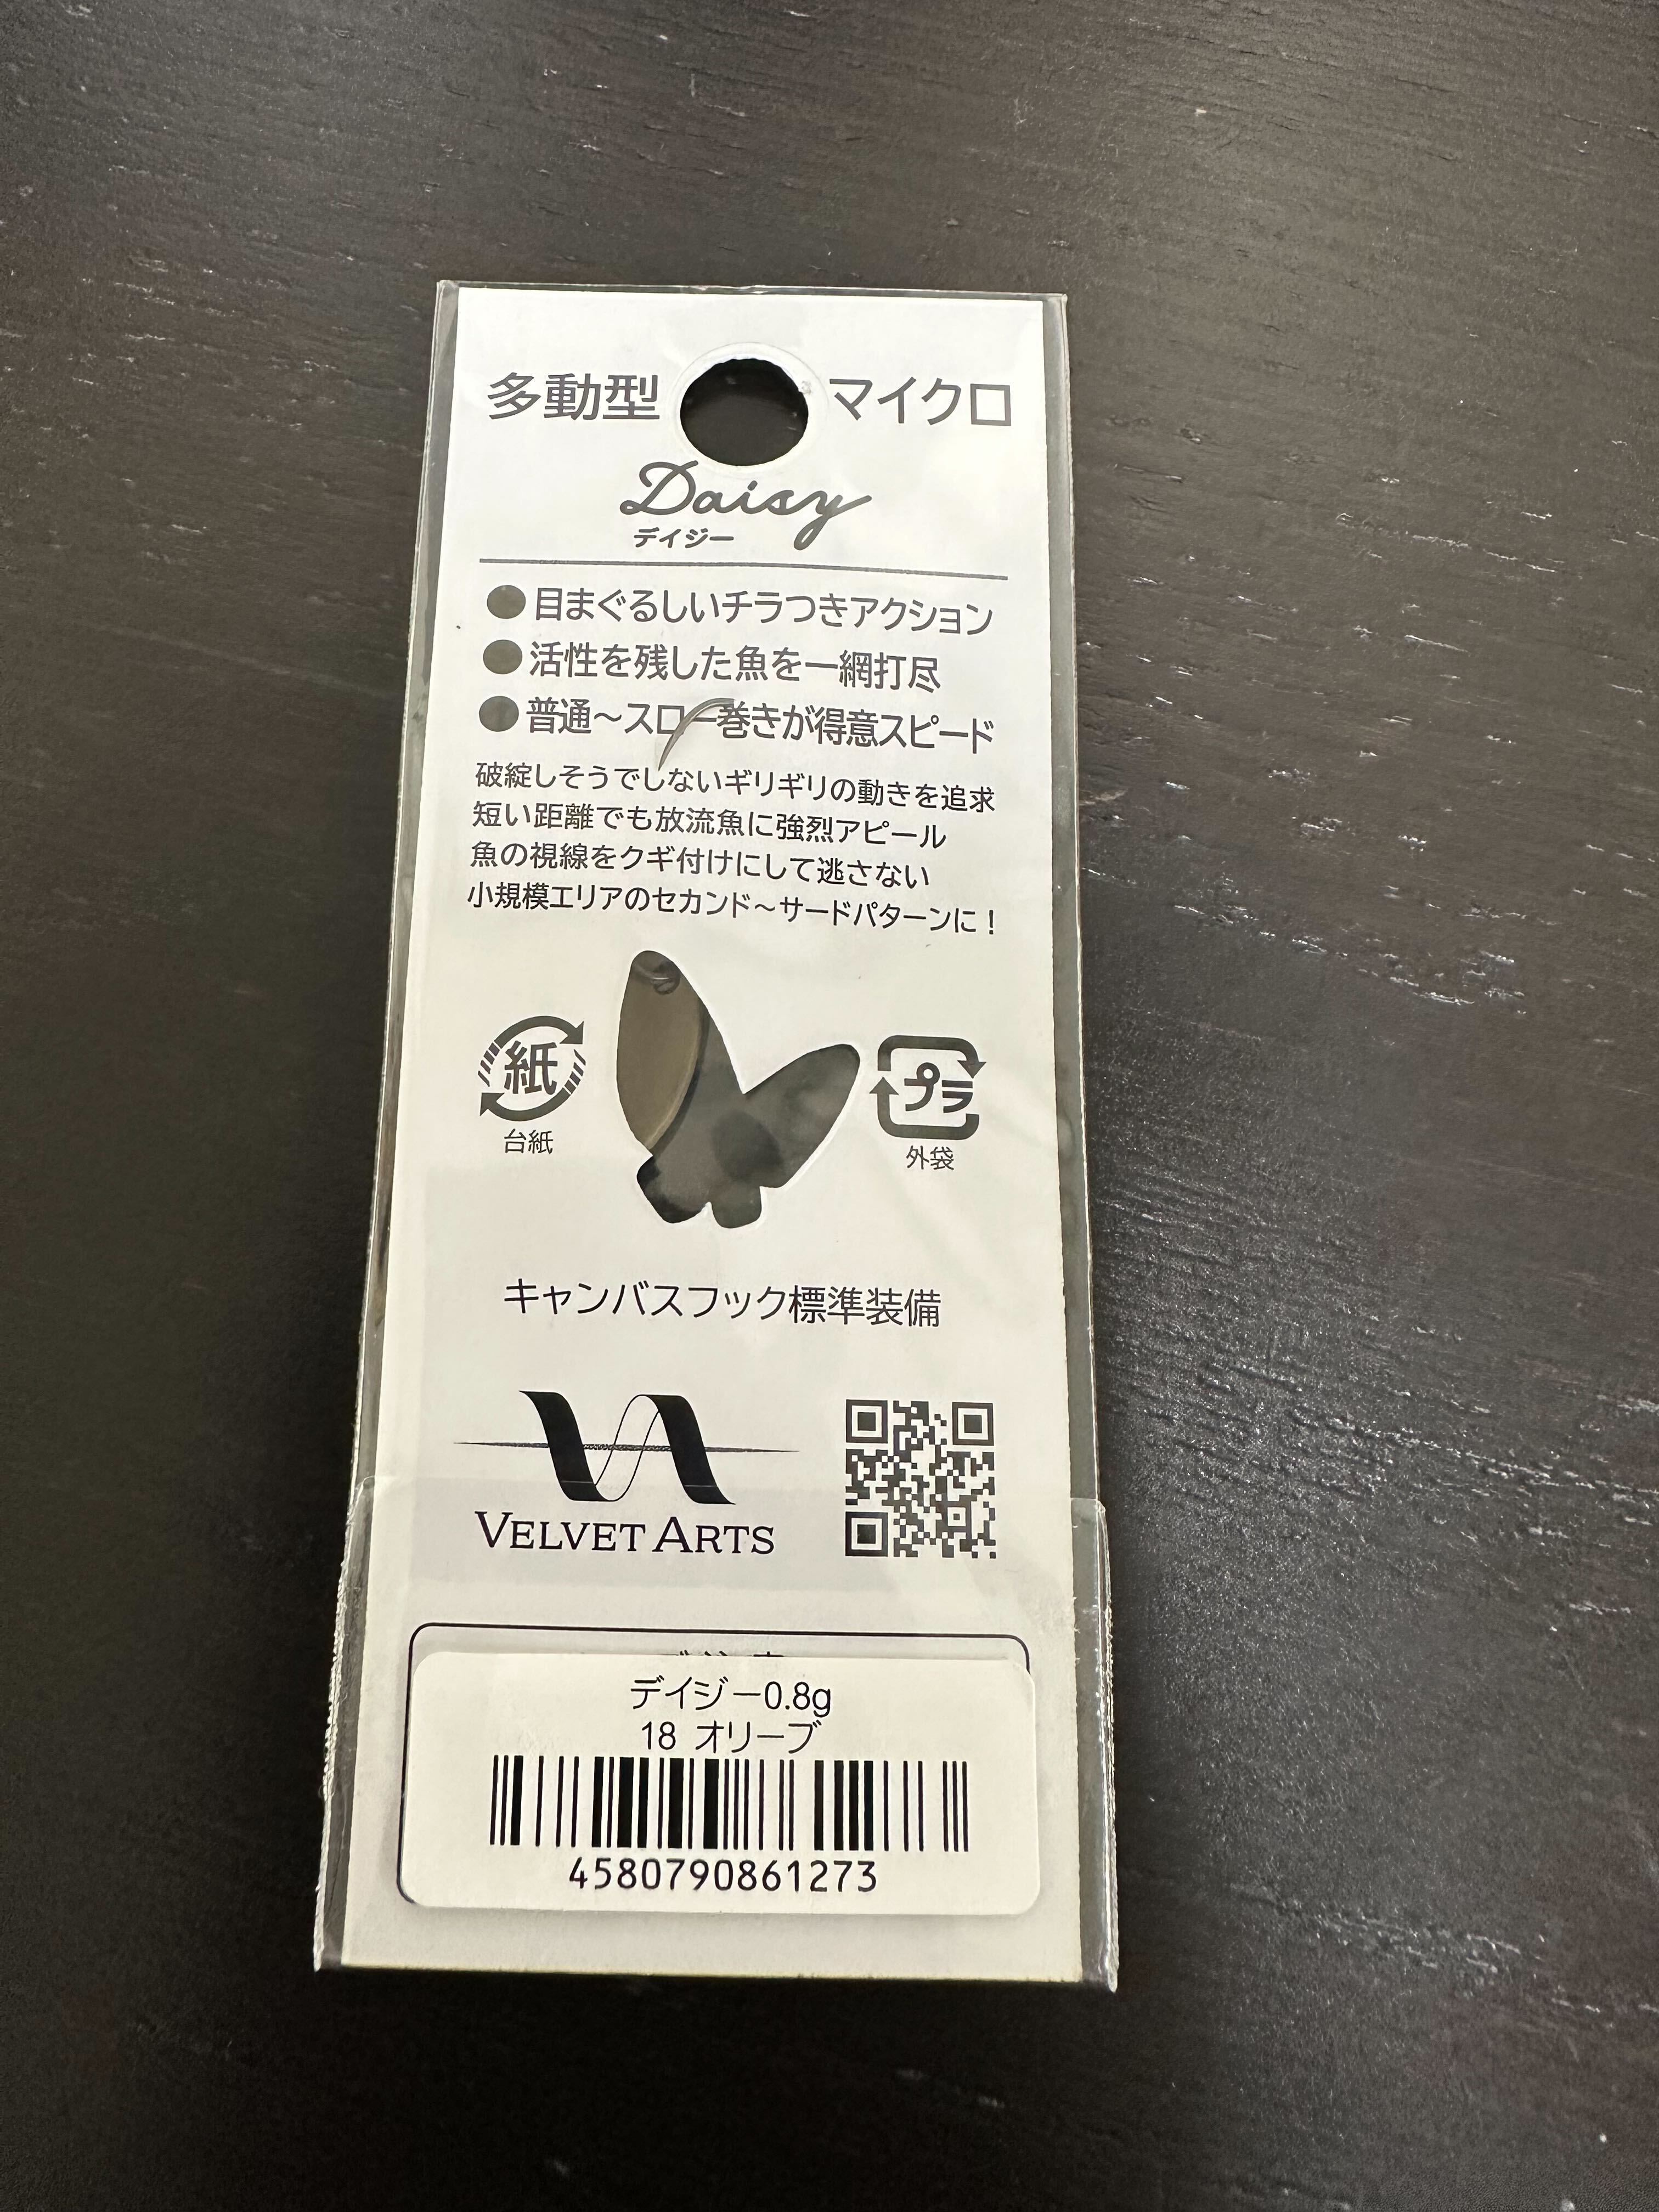 多動型 マイクロ
Daisy
デイジー
●目まぐるしいチラつきアクション
●活性を残した魚を一網打尽
●普通〜スロー巻きが得意スピード
破綻しそうでしないギリギリの動きを追求
短い距離でも放流魚に強烈アピール
魚の視線をクギ付けにして逃さない
小規模エリアのセカンド〜サードパターンに！
紙
台紙
プラ
外袋
キャンバスフック標準装備
VELVET ARTS
デイジー0.8g
18 オリーブ
4580790861273